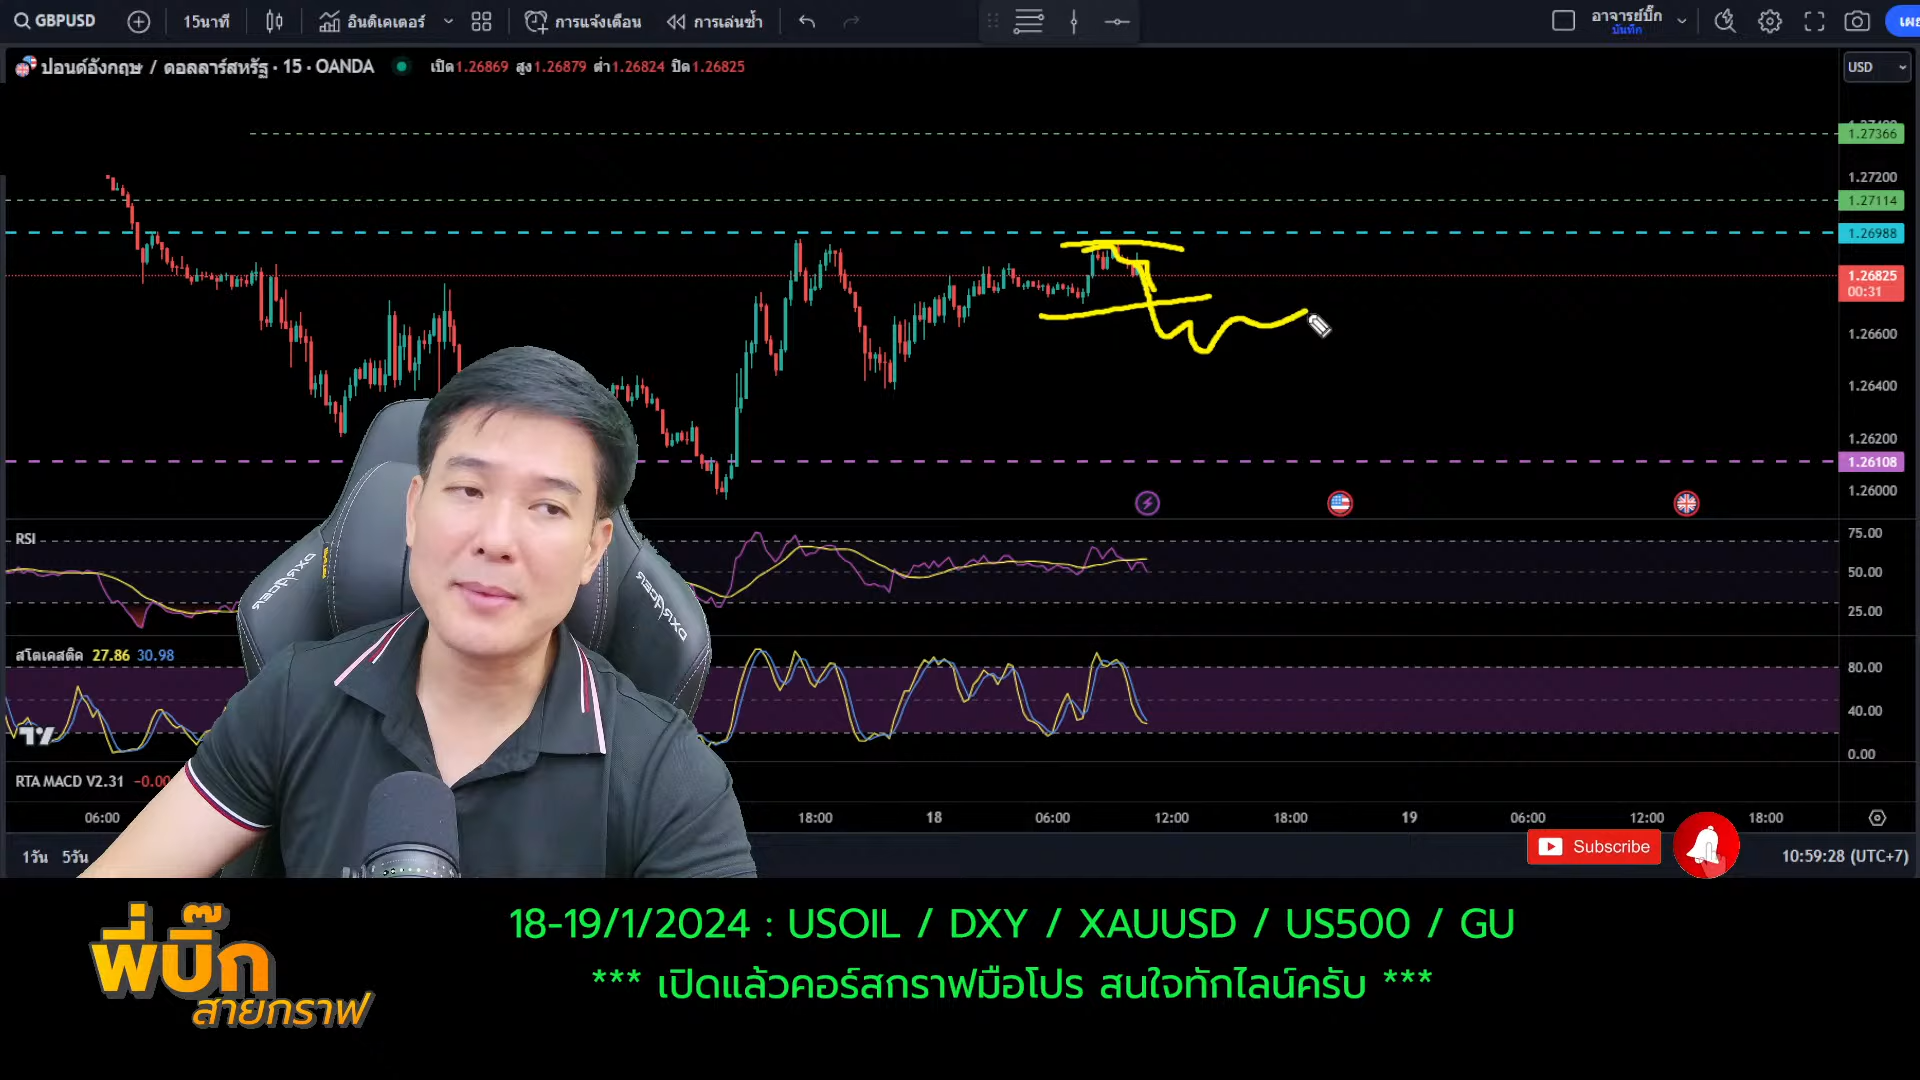 GBPUSD 15นาที อินดิเคเตอร์ การแจ้งเตือน การเล่นซ้ำ อาจารย์บิ๊ก
บันทึก
ปอนด์อังกฤษ / ดอลลาร์สหรัฐ · 15 · OANDA เปิด1.26869 สูง1.26879 ต่ำ1.26824 ปิด1.26825
USD
1.27366
1.27200
1.27114
1.26988
1.26825
00:31
1.26600
1.26400
1.26200
1.26108
1.26000
RSI
75.00
50.00
25.00
สโตเคสติค 27.86 30.98
80.00
40.00
0.00
RTA MACD V2.31 -0.00
06:00 18:00 18 06:00 12:00 18:00 19 06:00 12:00 18:00
1วัน 5วัน
Subscribe
10:59:28 (UTC+7)
พี่บิ๊ก
สายกราฟ
18-19/1/2024 : USOIL / DXY / XAUUSD / US500 / GU
*** เปิดแล้วคอร์สกราฟมือโปร สนใจทักไลน์ครับ ***